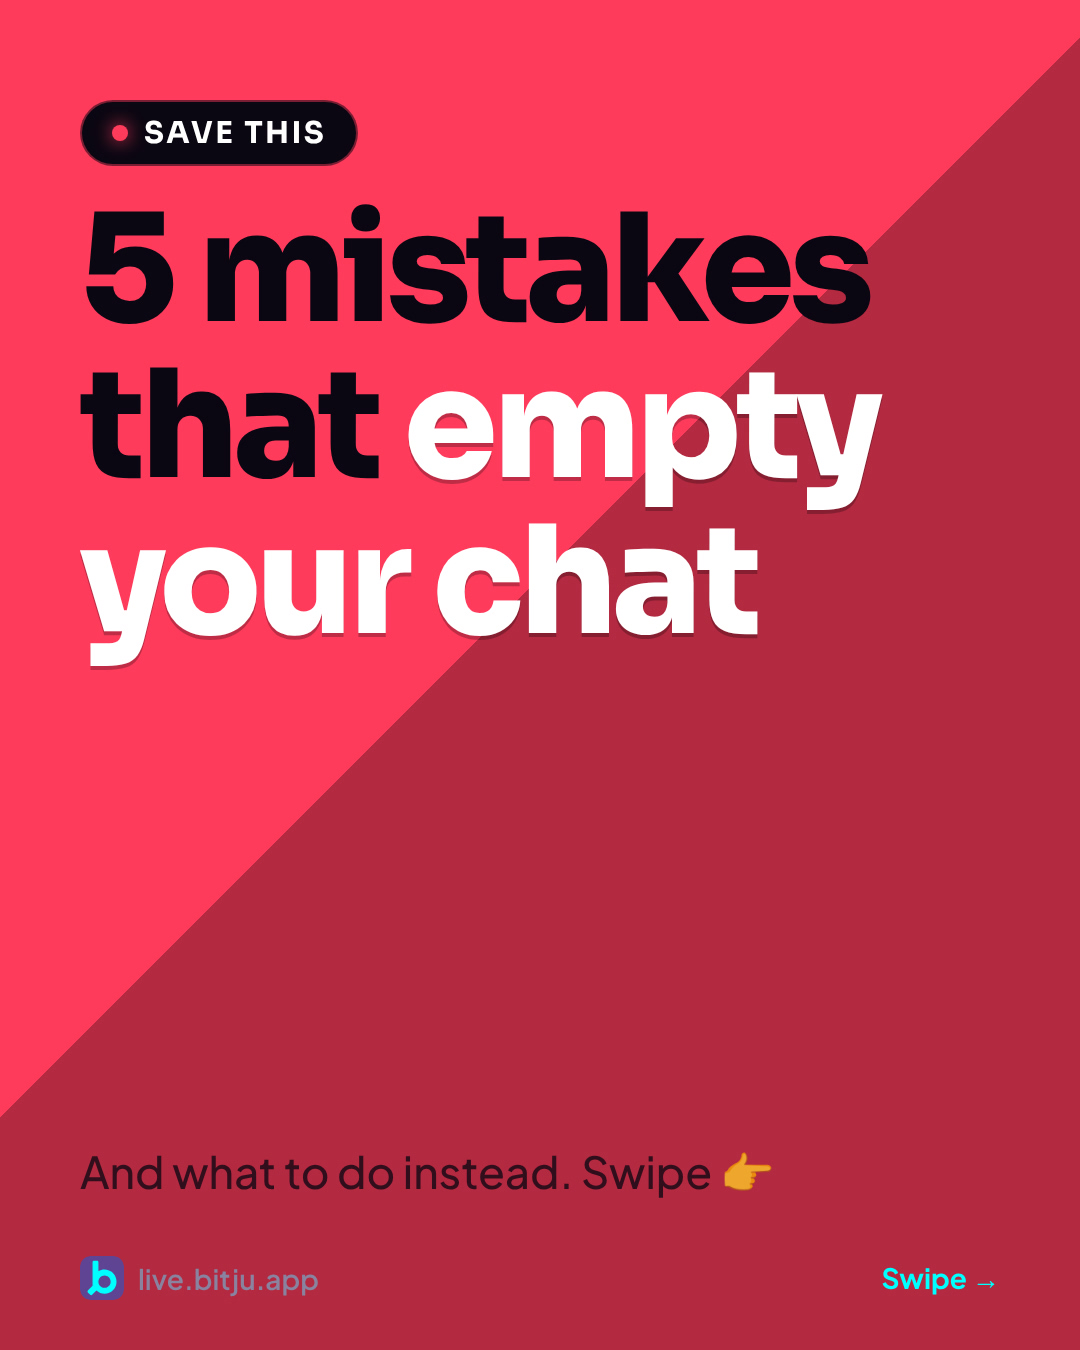 SAVE THIS
5 mistakes
that empty
your chat
And what to do instead. Swipe 👉
live.bitju.app
Swipe →